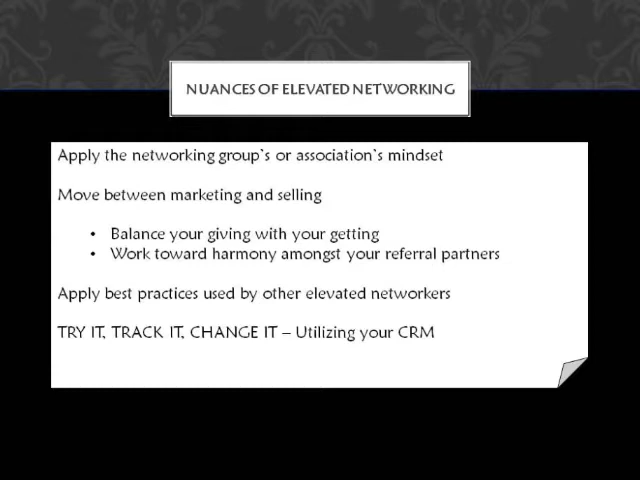 NUANCES OF ELEVATED NETWORKING
Apply the networking group`s or association`s mindset
Move between marketing and selling
• Balance your giving with your getting
• Work toward harmony amongst your referral partners
Apply best practices used by other elevated networkers
TRY IT, TRACK IT, CHANGE IT – Utilizing your CRM